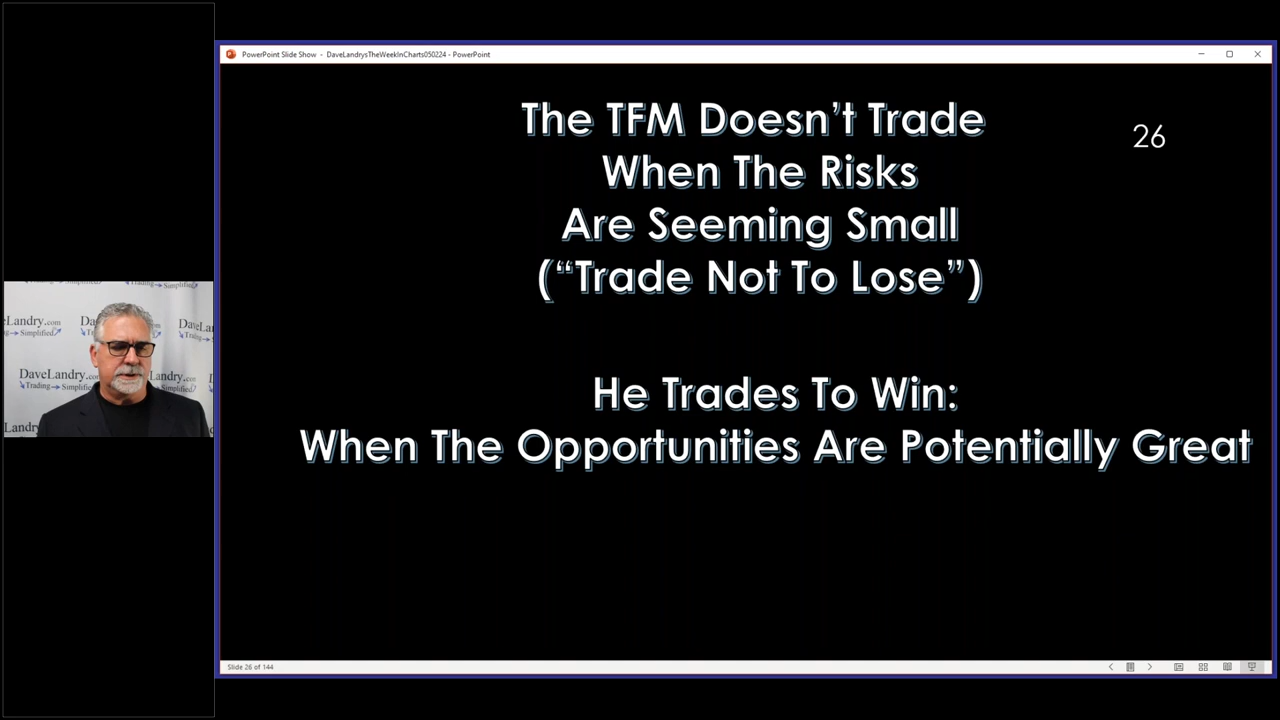 PowerPoint Slide Show - DaveLandrysTheWeekInCharts050224 - PowerPoint
The TFM Doesn’t Trade
When The Risks
Are Seeming Small
(“Trade Not To Lose”)
26
He Trades To Win:
When The Opportunities Are Potentially Great
Slide 26 of 144
DaveLandry.com
Trading Simplified